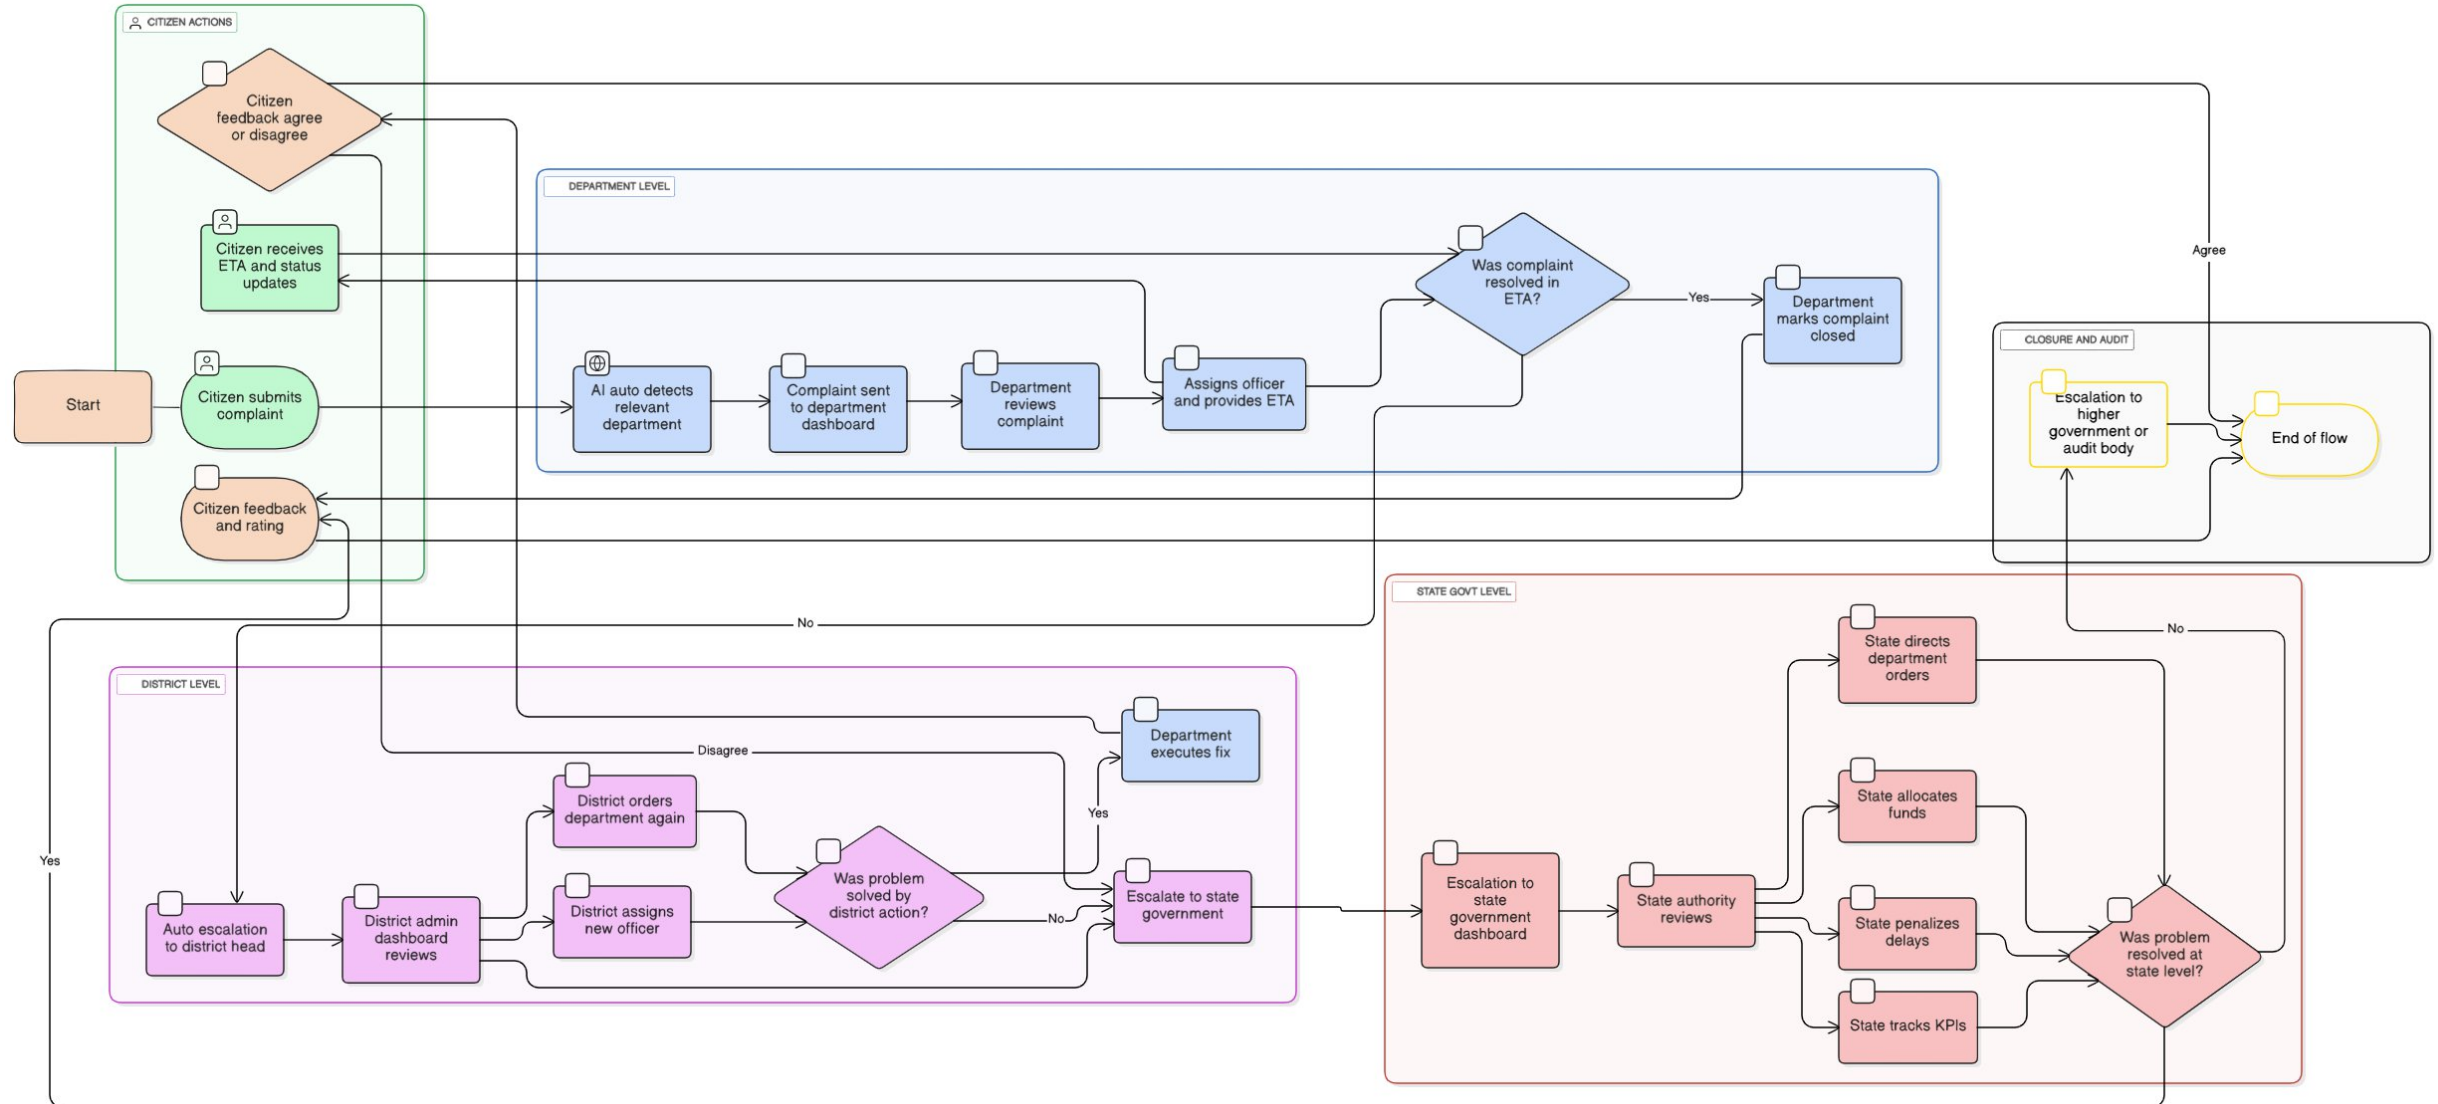 CITIZEN ACTIONS
Citizen
feedback agree
or disagree
Citizen receives
ETA and status
updates
Start
Citizen submits
complaint
Citizen feedback
and rating
DEPARTMENT LEVEL
AI auto detects
relevant
department
Complaint sent
to department
dashboard
Department
reviews
complaint
Assigns officer
and provides ETA
Was complaint
resolved in
ETA?
Yes
Department
marks complaint
closed
Agree
CLOSURE AND AUDIT
Escalation to
higher
government or
audit body
End of flow
No
DISTRICT LEVEL
Disagree
Yes
Auto escalation
to district head
District admin
dashboard
reviews
District orders
department again
District assigns
new officer
Was problem
solved by
district action?
Yes
No
Department
executes fix
Escalate to state
government
STATE GOVT LEVEL
Escalation to
state
government
dashboard
State authority
reviews
State directs
department
orders
State allocates
funds
State penalizes
delays
State tracks KPIs
Was problem
resolved at
state level?
No